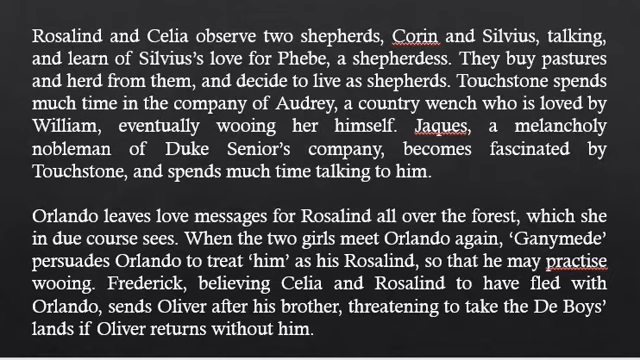 Rosalind and Celia observe two shepherds, Corin and Silvius, talking,
and learn of Silvius’s love for Phebe, a shepherdess. They buy pastures
and herd from them, and decide to live as shepherds. Touchstone spends
much time in the company of Audrey, a country wench who is loved by
William, eventually wooing her himself. Jaques, a melancholy
nobleman of Duke Senior’s company, becomes fascinated by
Touchstone, and spends much time talking to him.
Orlando leaves love messages for Rosalind all over the forest, which she
in due course sees. When the two girls meet Orlando again, ‘Ganymede’
persuades Orlando to treat ‘him’ as his Rosalind, so that he may practise
wooing. Frederick, believing Celia and Rosalind to have fled with
Orlando, sends Oliver after his brother, threatening to take the De Boys’
lands if Oliver returns without him.